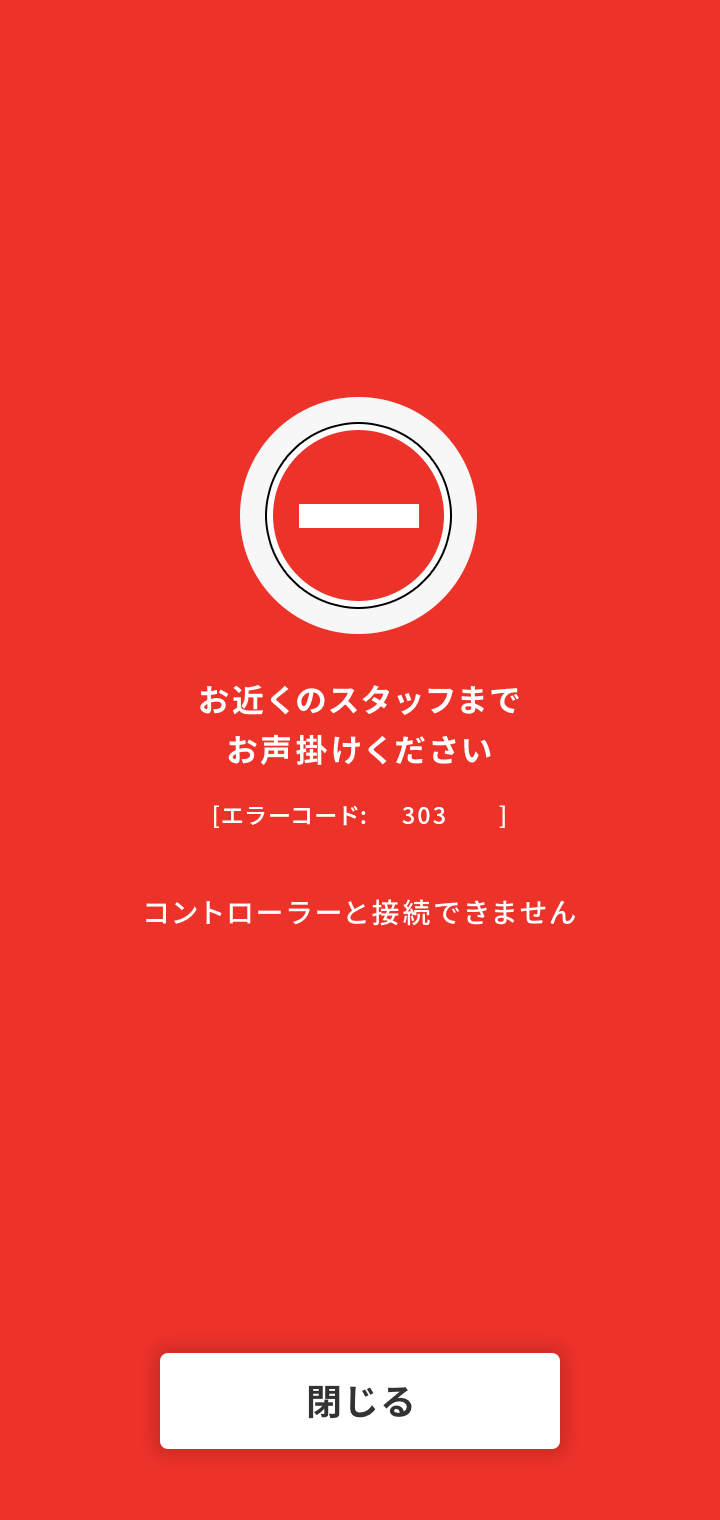 お近くのスタッフまで
お声掛けください
[エラーコード: 303 ]
コントローラーと接続できません
閉じる